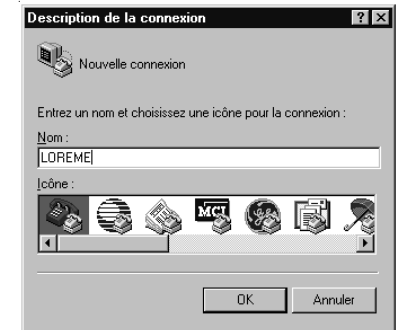 Description de la connexion
Nouvelle connexion
Entrez un nom et choisissez une icône pour la connexion :
Nom :
LOREME
Icône :
MCI
OK Annuler